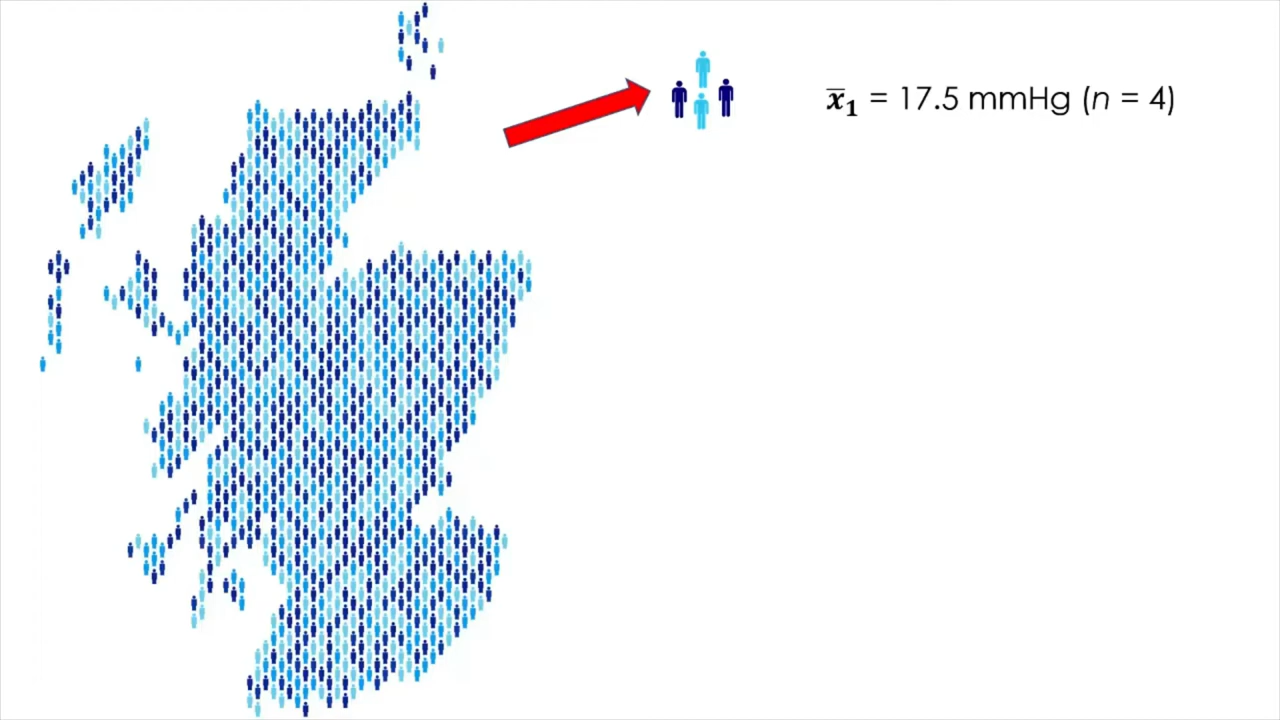 x̄₁ = 17.5 mmHg (n = 4)